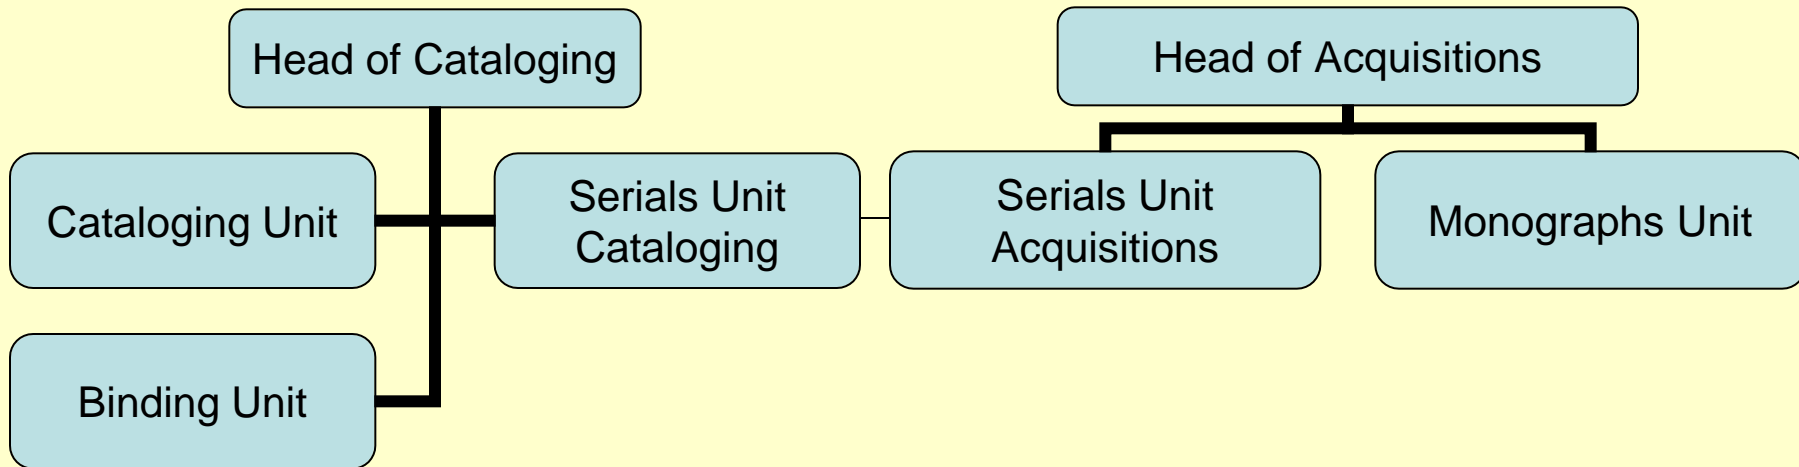 Head of Cataloging
Head of Acquisitions
Cataloging Unit
Serials Unit
Cataloging
Serials Unit
Acquisitions
Monographs Unit
Binding Unit